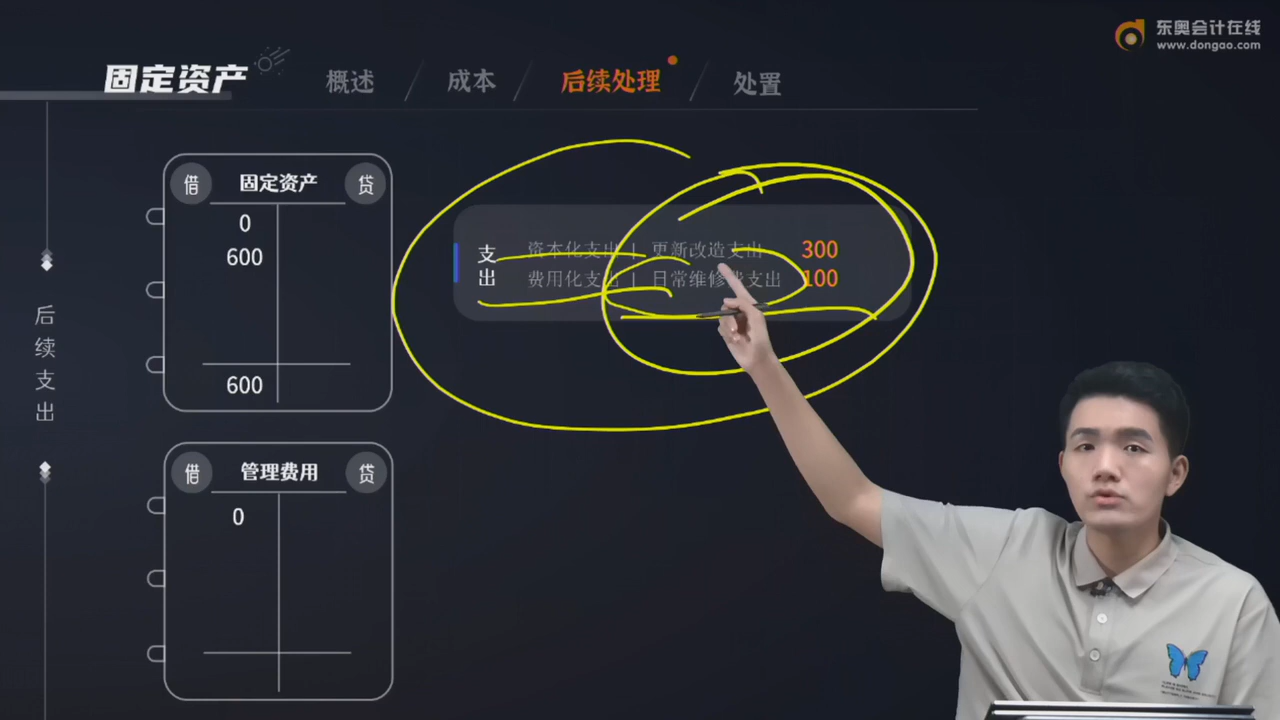 东奥会计在线
www.dongao.com
固定资产
概述
成本
后续处理
处置
借
固定资产
贷
0
600
600
支出
资本化支出 | 更新改造支出
300
费用化支出 | 日常维修费支出
100
后续支出
借
管理费用
贷
0